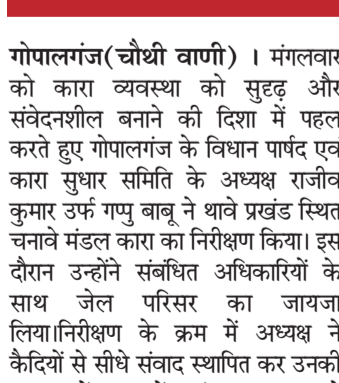 गोपालगंज(चौथी वाणी) । मंगलवार
को कारा व्यवस्था को सुदृढ़ और
संवेदनशील बनाने की दिशा में पहल
करते हुए गोपालगंज के विधान पार्षद एवं
कारा सुधार समिति के अध्यक्ष राजीव
कुमार उर्फ गप्पु बाबू ने थावे प्रखंड स्थित
चनावे मंडल कारा का निरीक्षण किया। इस
दौरान उन्होंने संबंधित अधिकारियों के
साथ जेल परिसर का जायजा
लिया।निरीक्षण के क्रम में अध्यक्ष ने
कैदियों से सीधे संवाद स्थापित कर उनकी